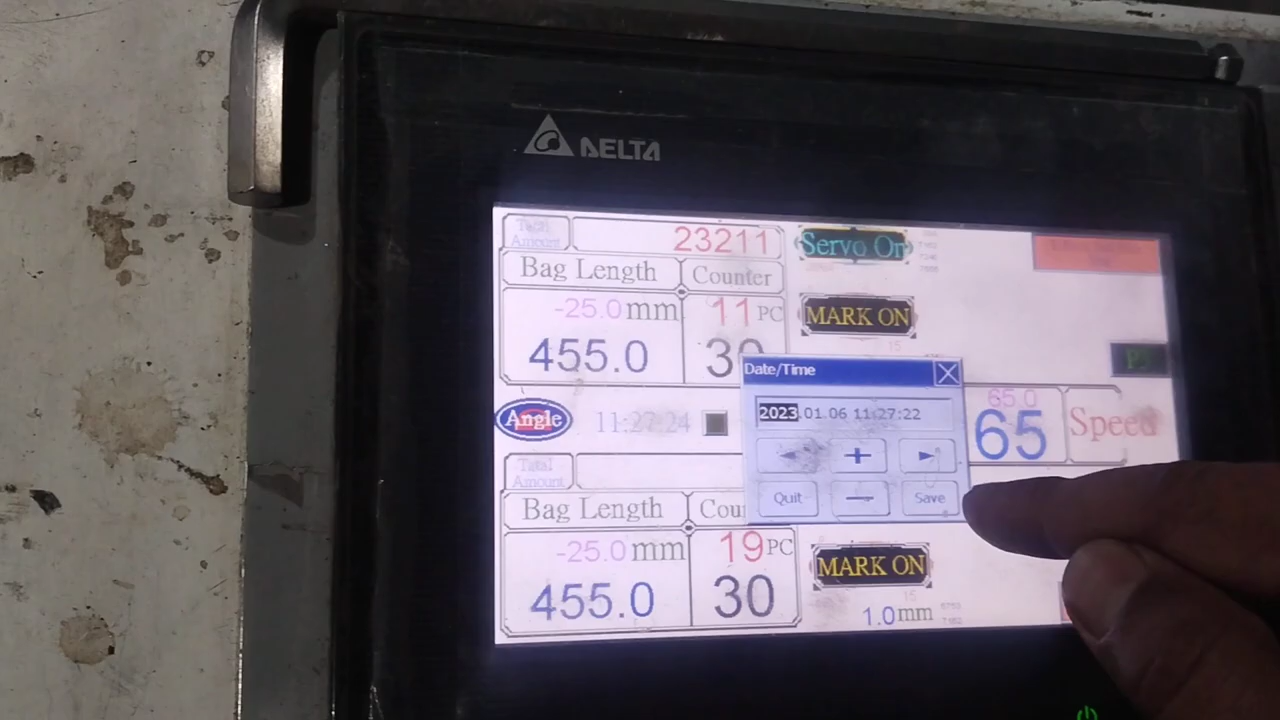 DELTA
Total Amount
23211
Servo On
Bag Length
Counter
-25.0mm
11PC
MARK ON
455.0
15
Date/Time
2023.01.06 11:27:22
+
Quit
Save
Angle
11:27:24
65.0
65
Speed
Total Amount
Bag Length
-25.0mm
19PC
MARK ON
455.0
30
15
1.0mm